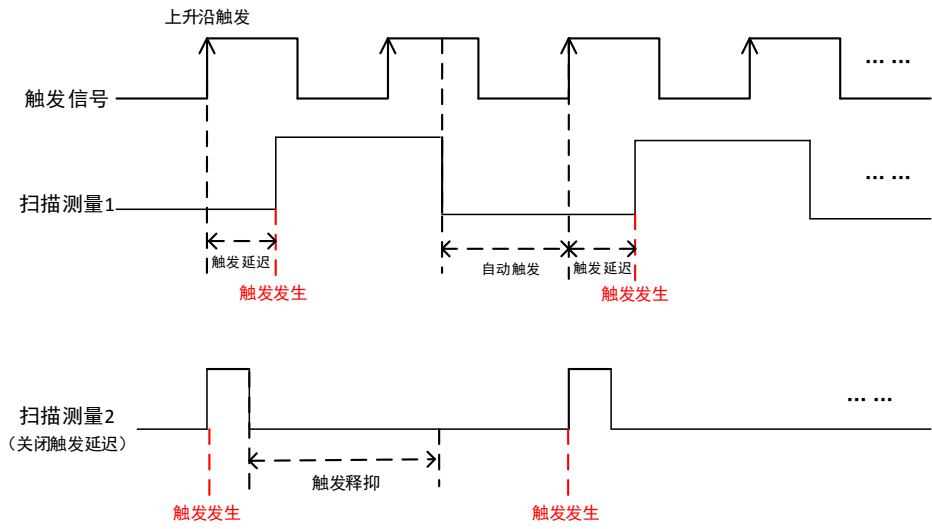 上升沿触发
触发信号
... ...
扫描测量1
... ...
触发延迟
自动触发
触发延迟
触发发生
触发发生
扫描测量2
（关闭触发延迟）
... ...
触发释抑
触发发生
触发发生